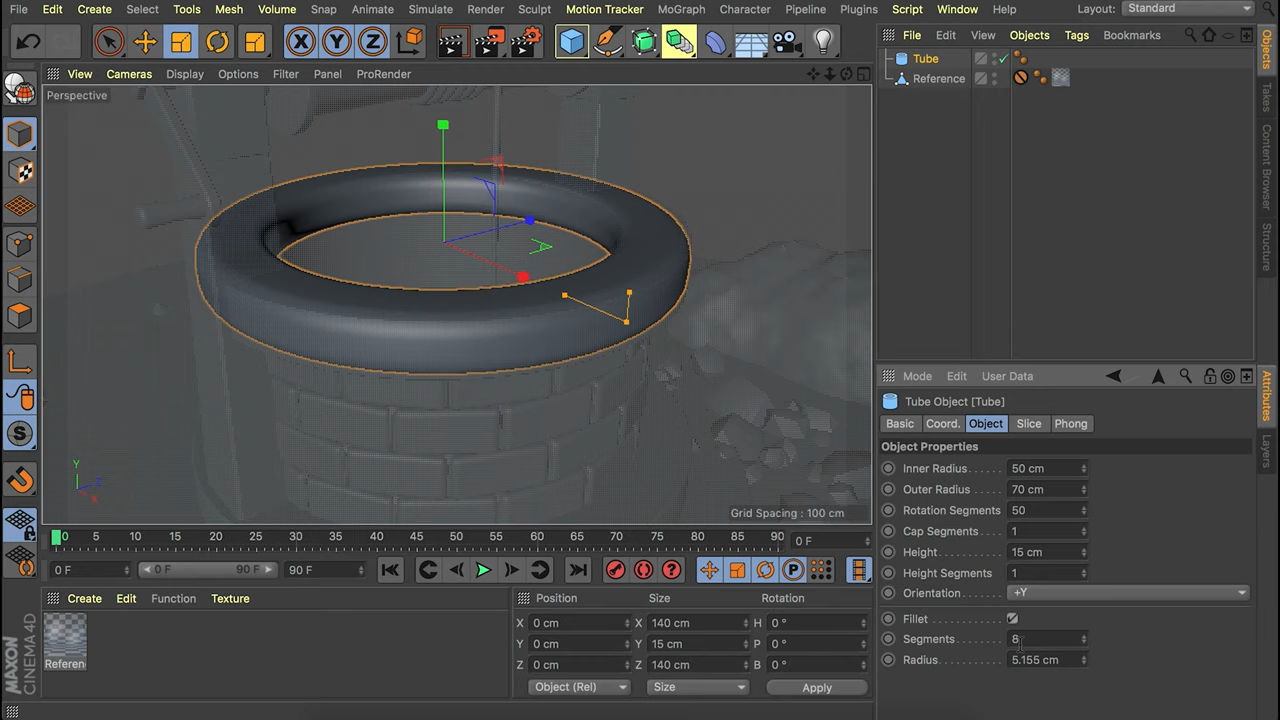 File Edit Create Select Tools Mesh Volume Snap Animate Simulate Render Sculpt Motion Tracker MoGraph Character Pipeline Plugins Script Window Help Layout: Standard
X Y Z
File Edit View Objects Tags Bookmarks
Tube
Reference
View Cameras Display Options Filter Panel ProRender
Perspective
Y
Z
X
Grid Spacing : 100 cm
Objects
Takes
Content Browser
Structure
Mode Edit User Data
Tube Object [Tube]
Basic Coord. Object Slice Phong
Object Properties
Inner Radius 50 cm
Outer Radius 70 cm
Rotation Segments 50
Cap Segments 1
Height 15 cm
Height Segments 1
Orientation +Y
Fillet
Segments 8
Radius 5.155 cm
Attributes
Layers
S
0 5 10 15 20 25 30 35 40 45 50 55 60 65 70 75 80 85 90 0 F
0 F 0 F 90 F 90 F
P
Create Edit Function Texture
Referen
Position Size Rotation
X 0 cm X 140 cm H 0 °
Y 0 cm Y 15 cm P 0 °
Z 0 cm Z 140 cm B 0 °
Object (Rel) Size Apply
MAXON
CINEMA 4D